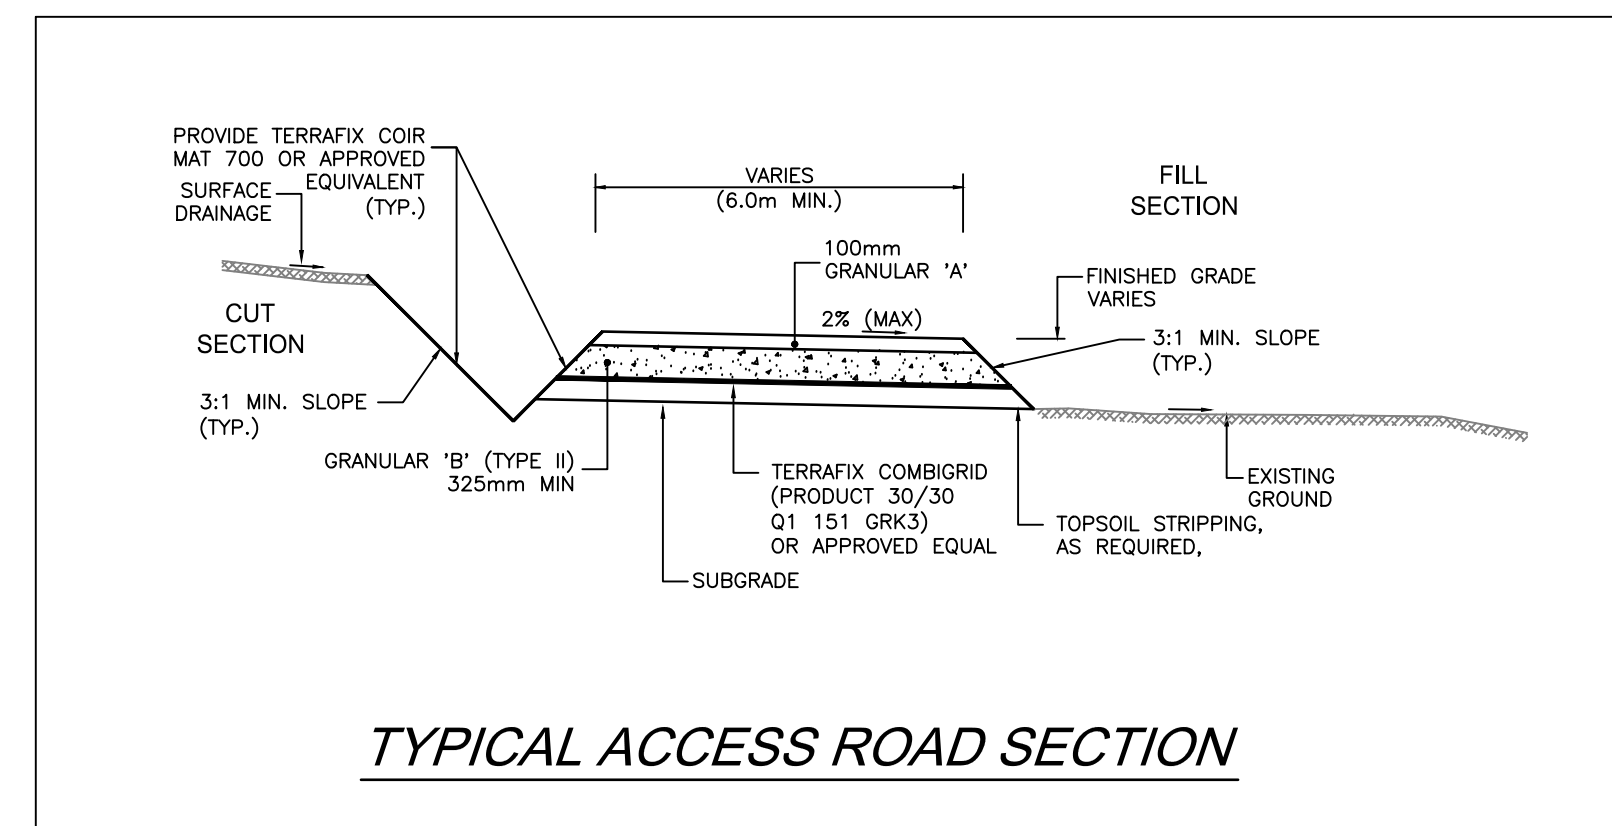 PROVIDE TERRAFIX COIR
MAT 700 OR APPROVED
EQUIVALENT
(TYP.)
SURFACE
DRAINAGE
VARIES
(6.0m MIN.)
FILL
SECTION
100mm
GRANULAR 'A'
FINISHED GRADE
VARIES
2% (MAX)
CUT
SECTION
3:1 MIN. SLOPE
(TYP.)
3:1 MIN. SLOPE
(TYP.)
GRANULAR 'B' (TYPE II)
325mm MIN
TERRAFIX COMBIGRID
(PRODUCT 30/30
Q1 151 GRK3)
OR APPROVED EQUAL
EXISTING
GROUND
TOPSOIL STRIPPING,
AS REQUIRED,
SUBGRADE
TYPICAL ACCESS ROAD SECTION